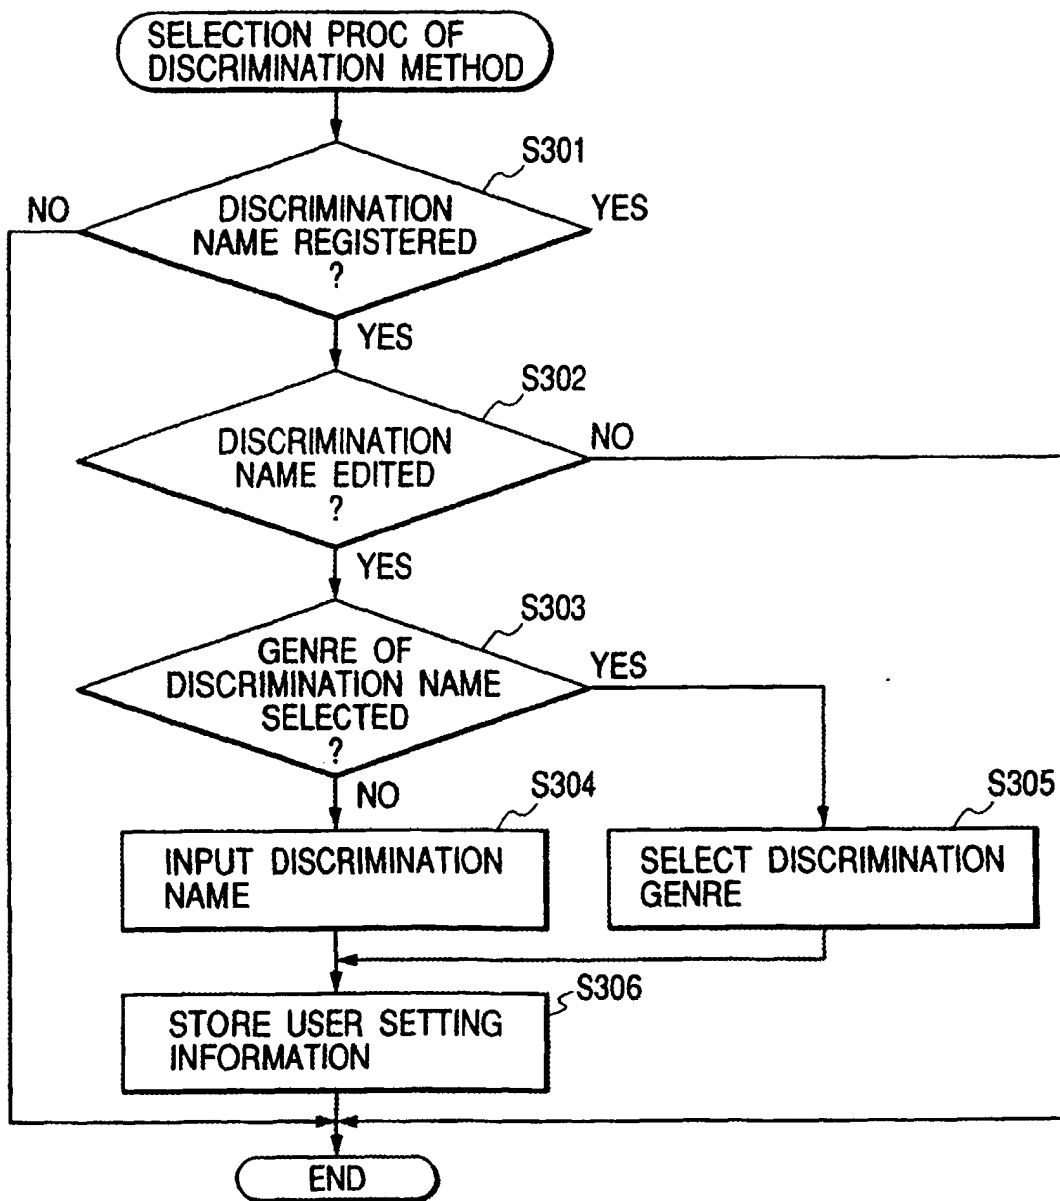 SELECTION PROC OF
DISCRIMINATION METHOD
S301
NO
DISCRIMINATION
NAME REGISTERED
?
YES
YES
S302
DISCRIMINATION
NAME EDITED
?
NO
YES
S303
GENRE OF
DISCRIMINATION NAME
SELECTED
?
YES
NO
S304
INPUT DISCRIMINATION
NAME
S305
SELECT DISCRIMINATION
GENRE
S306
STORE USER SETTING
INFORMATION
END